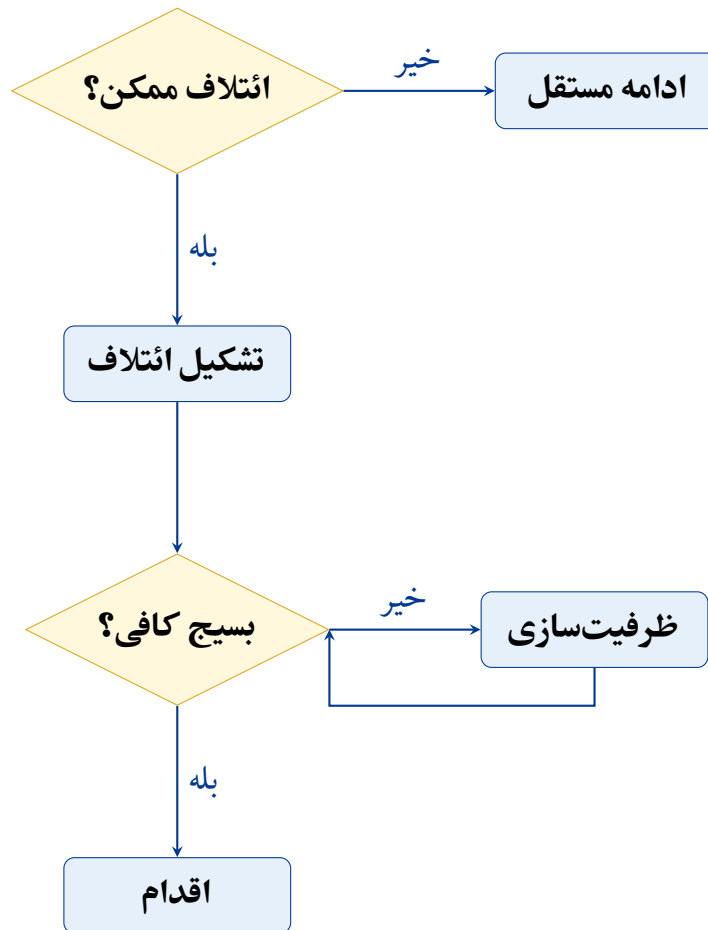 ائتلاف ممکن؟
خیر
ادامه مستقل
بله
تشکیل ائتلاف
بسیج کافی؟
خیر
ظرفیت‌سازی
بله
اقدام